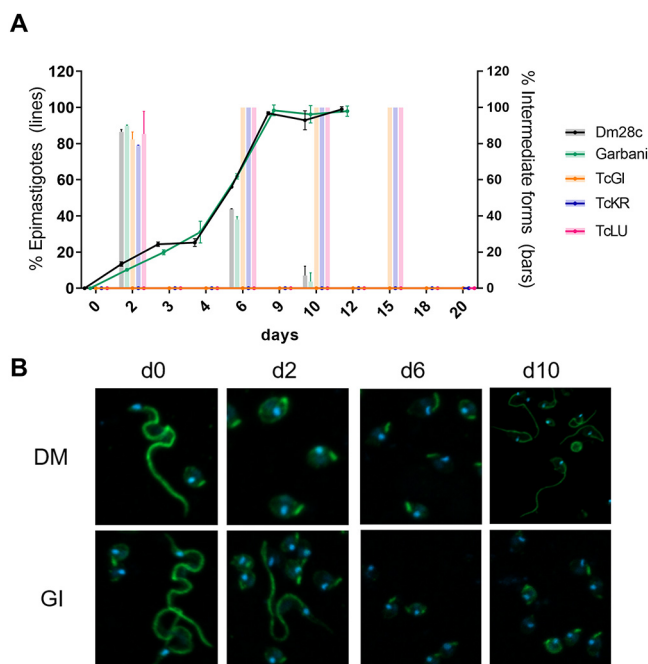 A
120
100
80
60
40
20
0
% Epimastigotes (lines)
120
100
80
60
40
20
0
% Intermediate forms (bars)
0 2 3 4 6 9 10 12 15 18 20
days
Dm28c
Garbani
TcGI
TcKR
TcLU
B
d0 d2 d6 d10
DM
GI